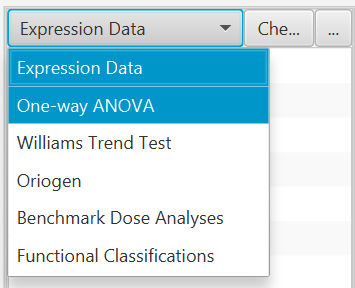 Expression Data Che... ...
Expression Data
One-way ANOVA
Williams Trend Test
Oriogen
Benchmark Dose Analyses
Functional Classifications